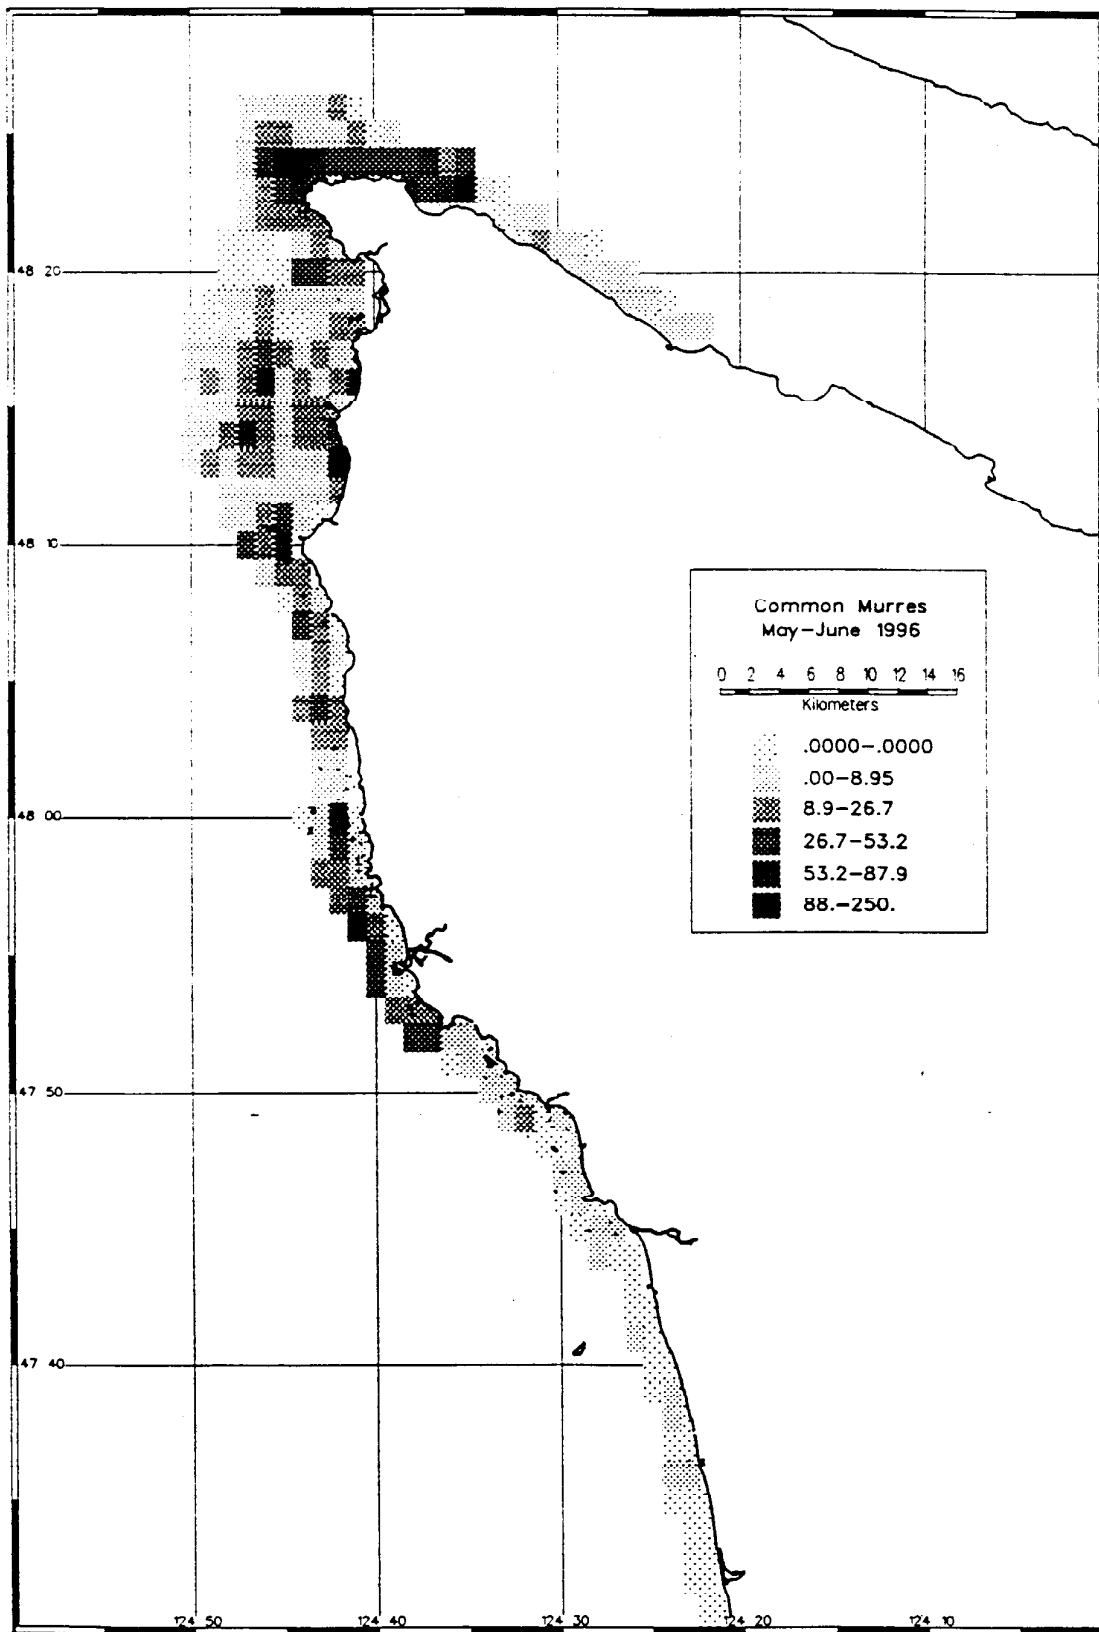 48 20
48 10
Common Murres
May-June 1996
0 2 4 6 8 10 12 14 16
Kilometers
.0000-.0000
.00-8.95
8.9-26.7
26.7-53.2
53.2-87.9
88.-250.
48 00
47 50
47 40
124 50 124 40 124 30 124 20 124 10